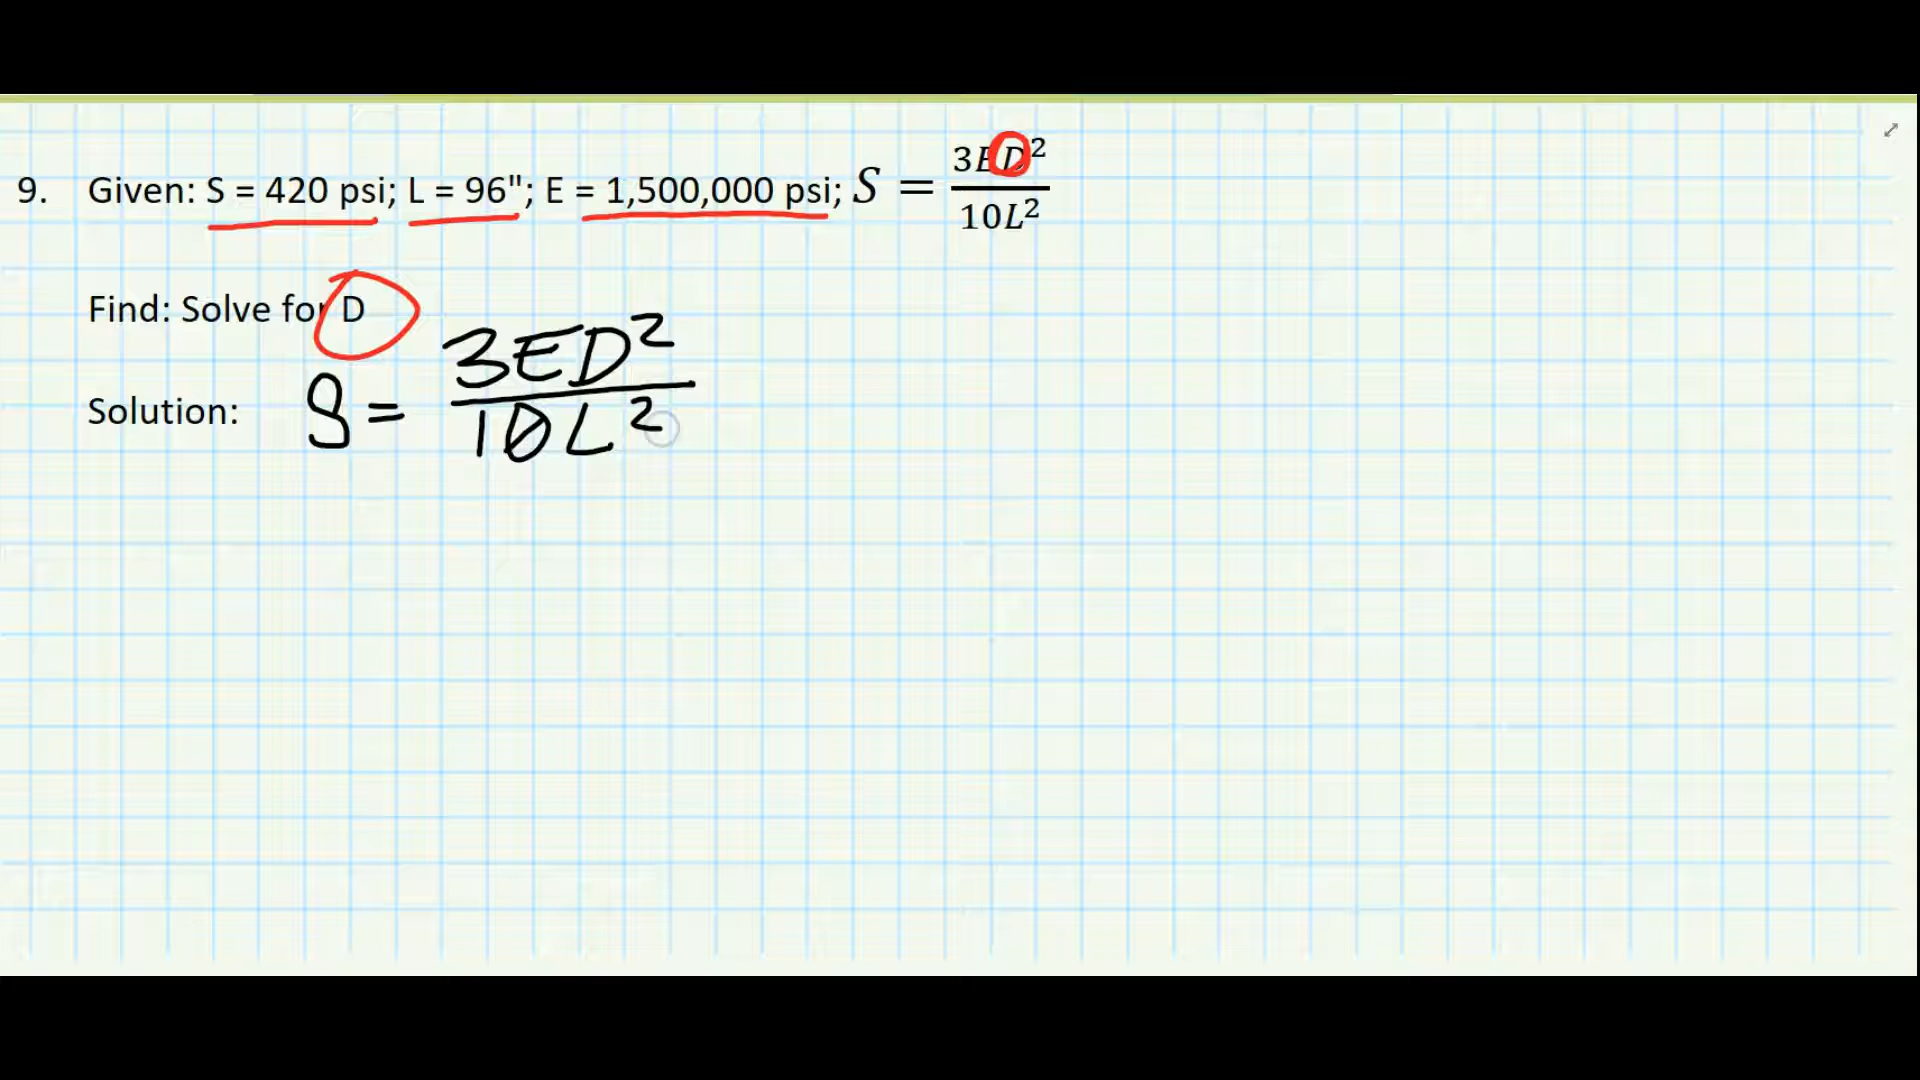 9. Given: S = 420 psi; L = 96"; E = 1,500,000 psi; S = 3ED²/10L²
Find: Solve for D
Solution: S = 3ED²/10L²